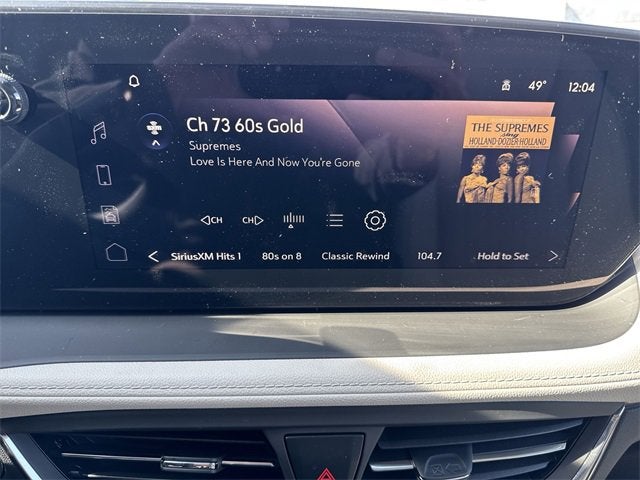 49° 12:04
Ch 73 60s Gold
Supremes
Love Is Here And Now You're Gone
THE SUPREMES
sing
HOLLAND·DOZIER·HOLLAND
CH CH
SiriusXM Hits 1 80s on 8 Classic Rewind 104.7 Hold to Set